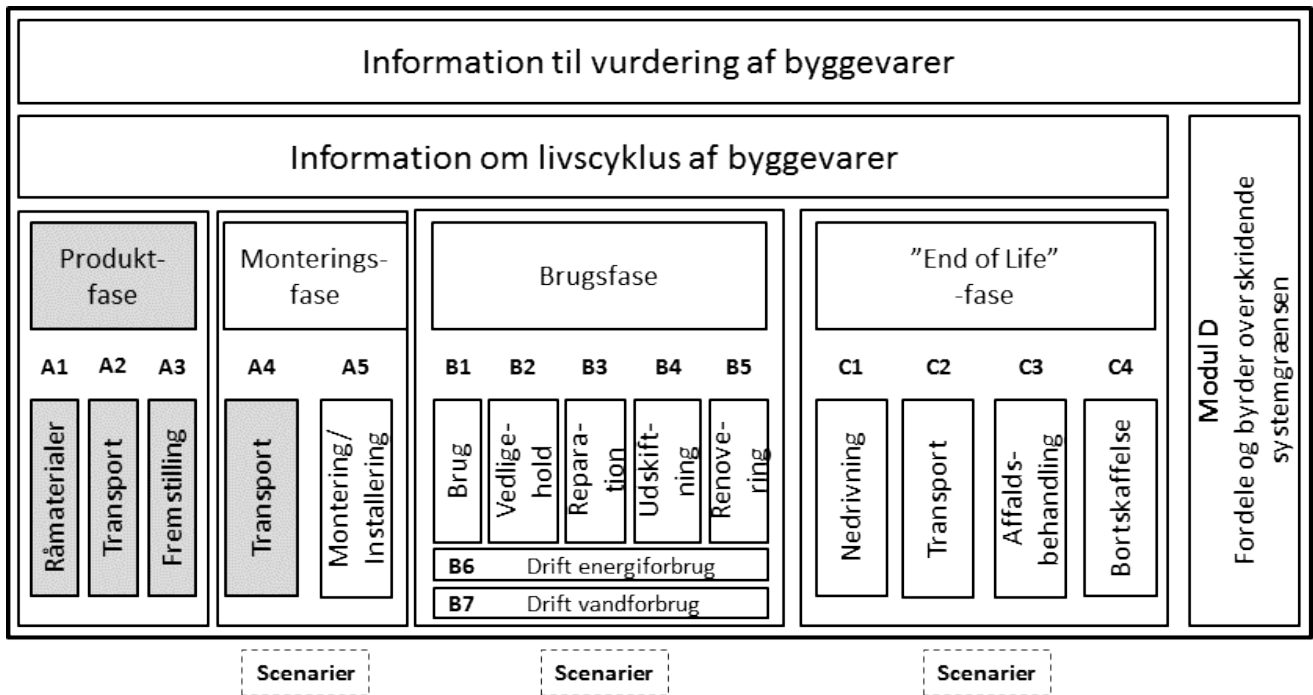 Information til vurdering af byggevarer
Information om livscyklus af byggevarer
Produkt-
fase
Monterings-
fase
Brugsfase
”End of Life”
-fase
A1 A2 A3 A4 A5 B1 B2 B3 B4 B5 C1 C2 C3 C4
Råmaterialer
Transport
Fremstilling
Transport
Montering/
Installering
Brug
Vedlige-
hold
Repara-
tion
Udskift-
ning
Renove-
ring
B6 Drift energiforbrug
B7 Drift vandforbrug
Nedrivning
Transport
Affalds-
behandling
Bortskaffelse
Modul D
Fordele og byrder overskridende
systemgrænsen
Scenarier Scenarier Scenarier